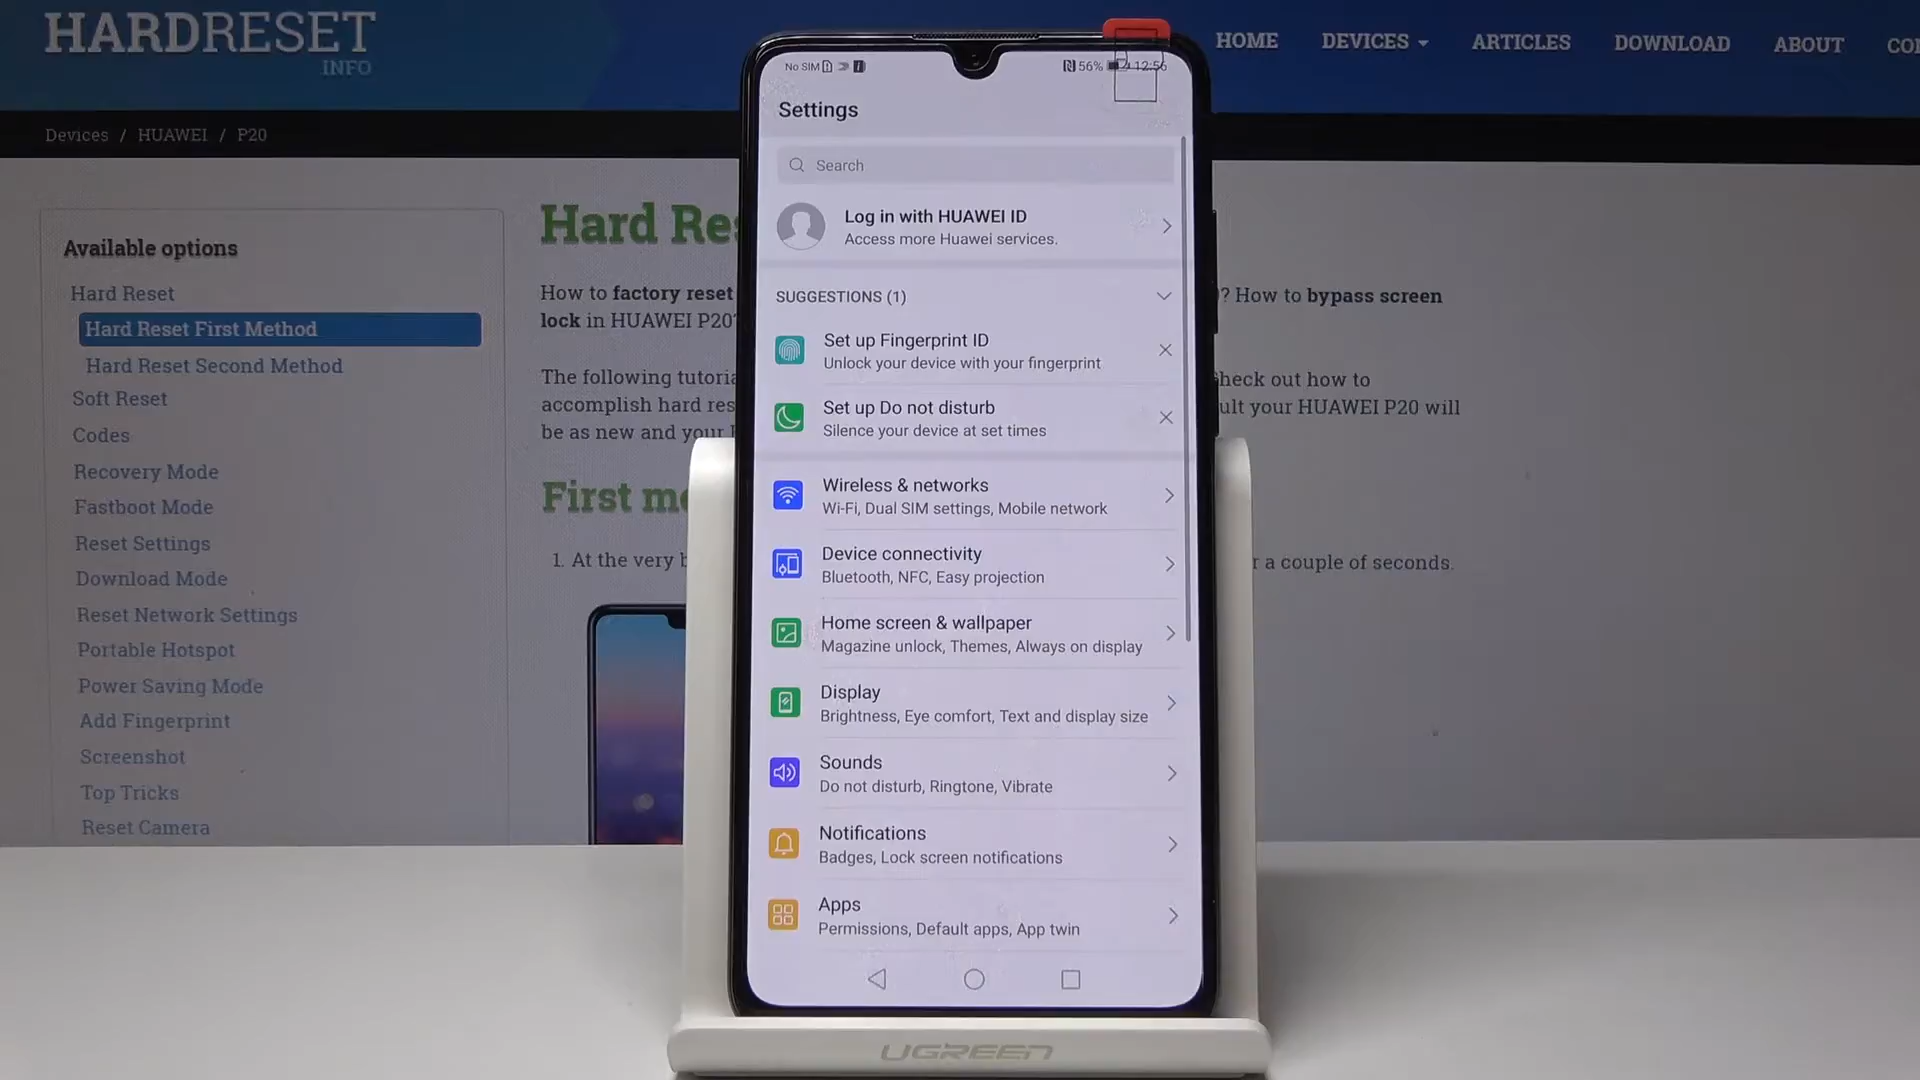 HARDRESET
INFO
HOME
DEVICES
ARTICLES
DOWNLOAD
ABOUT
CO
Devices / HUAWEI / P20
Available options
Hard Reset
Hard Reset First Method
Hard Reset Second Method
Soft Reset
Codes
Recovery Mode
Fastboot Mode
Reset Settings
Download Mode
Reset Network Settings
Portable Hotspot
Power Saving Mode
Add Fingerprint
Screenshot
Top Tricks
Reset Camera
Hard Res
How to factory reset
? How to bypass screen
lock in HUAWEI P20?
The following tutoria
heck out how to
accomplish hard res
ult your HUAWEI P20 will
be as new and your
First me
1. At the very b
r a couple of seconds.
No SIM
56%
12:56
Settings
Search
Log in with HUAWEI ID
Access more Huawei services.
SUGGESTIONS (1)
Set up Fingerprint ID
Unlock your device with your fingerprint
Set up Do not disturb
Silence your device at set times
Wireless & networks
Wi-Fi, Dual SIM settings, Mobile network
Device connectivity
Bluetooth, NFC, Easy projection
Home screen & wallpaper
Magazine unlock, Themes, Always on display
Display
Brightness, Eye comfort, Text and display size
Sounds
Do not disturb, Ringtone, Vibrate
Notifications
Badges, Lock screen notifications
Apps
Permissions, Default apps, App twin
UGREEN